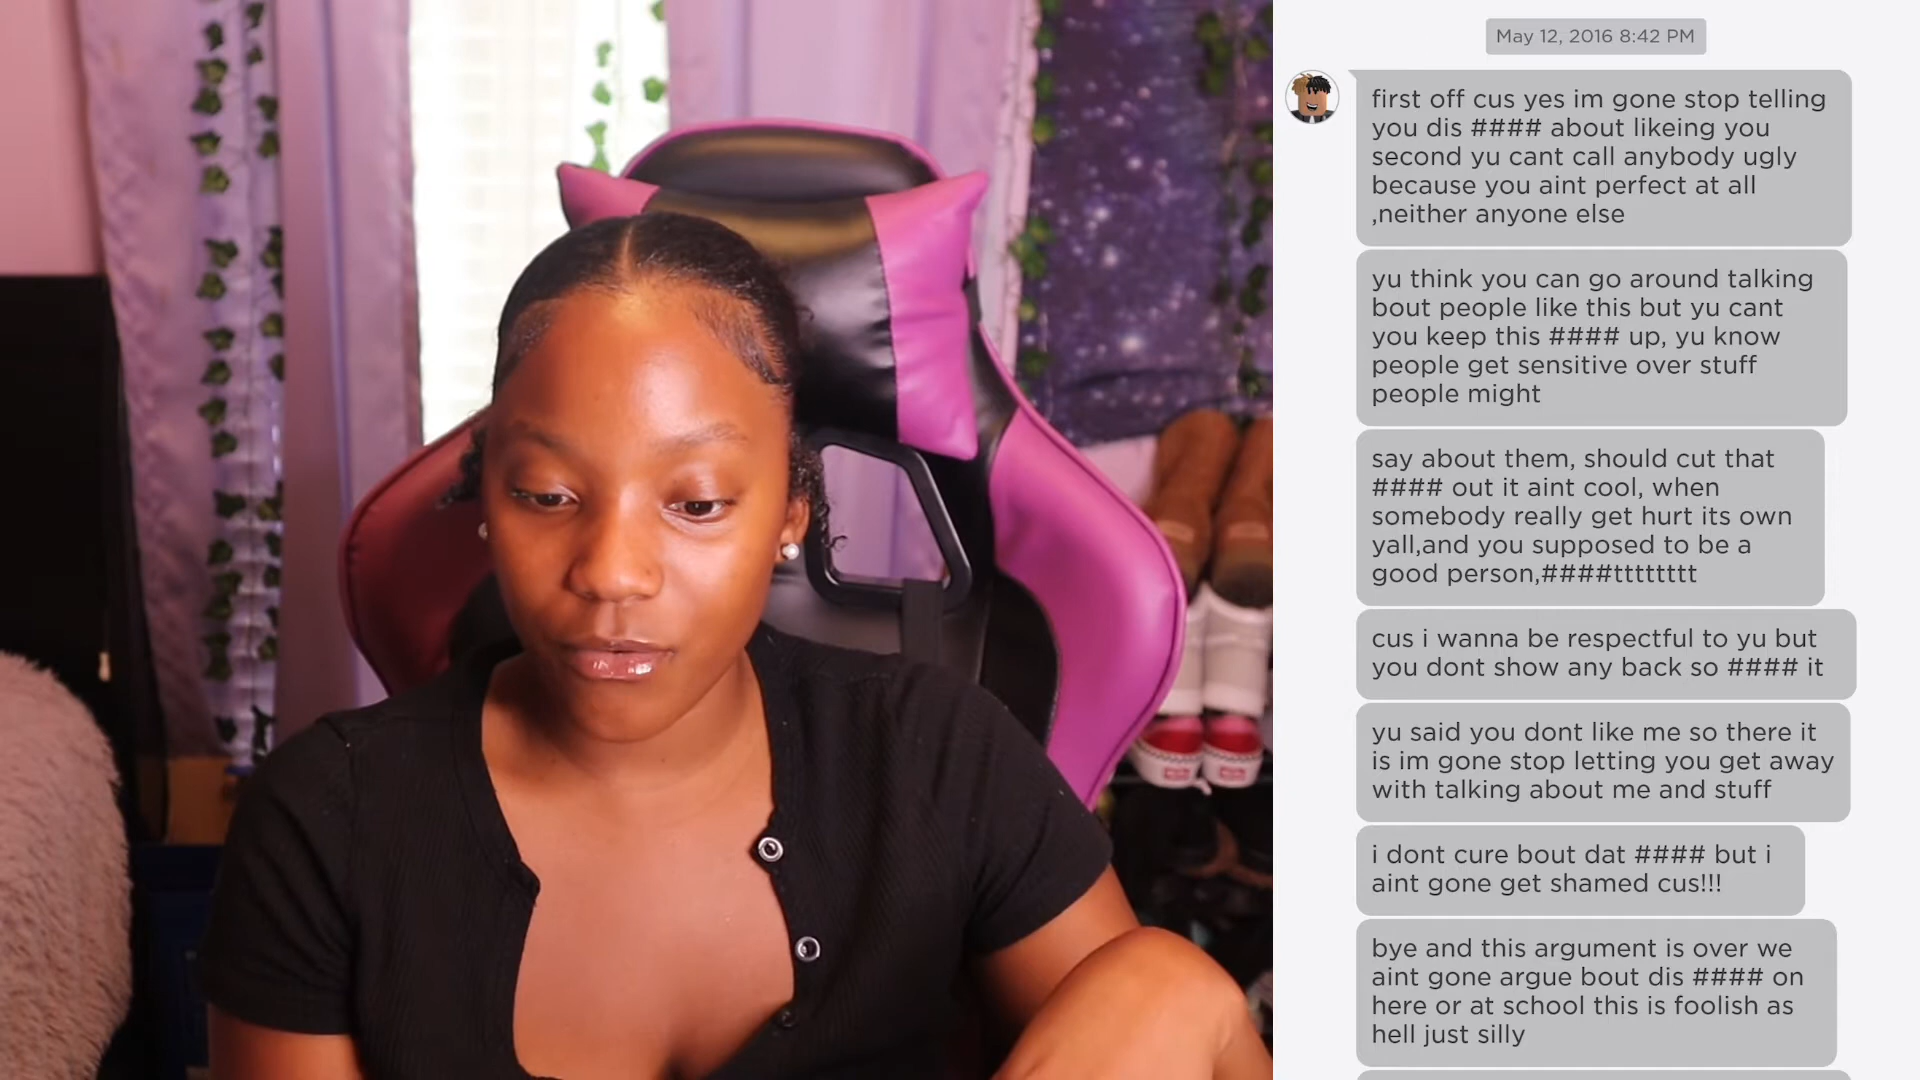 May 12, 2016 8:42 PM
first off cus yes im gone stop telling
you dis #### about likeing you
second yu cant call anybody ugly
because you aint perfect at all
,neither anyone else
yu think you can go around talking
bout people like this but yu cant
you keep this #### up, yu know
people get sensitive over stuff
people might
say about them, should cut that
#### out it aint cool, when
somebody really get hurt its own
yall,and you supposed to be a
good person,####tttttttt
cus i wanna be respectful to yu but
you dont show any back so #### it
yu said you dont like me so there it
is im gone stop letting you get away
with talking about me and stuff
i dont cure bout dat #### but i
aint gone get shamed cus!!!
bye and this argument is over we
aint gone argue bout dis #### on
here or at school this is foolish as
hell just silly